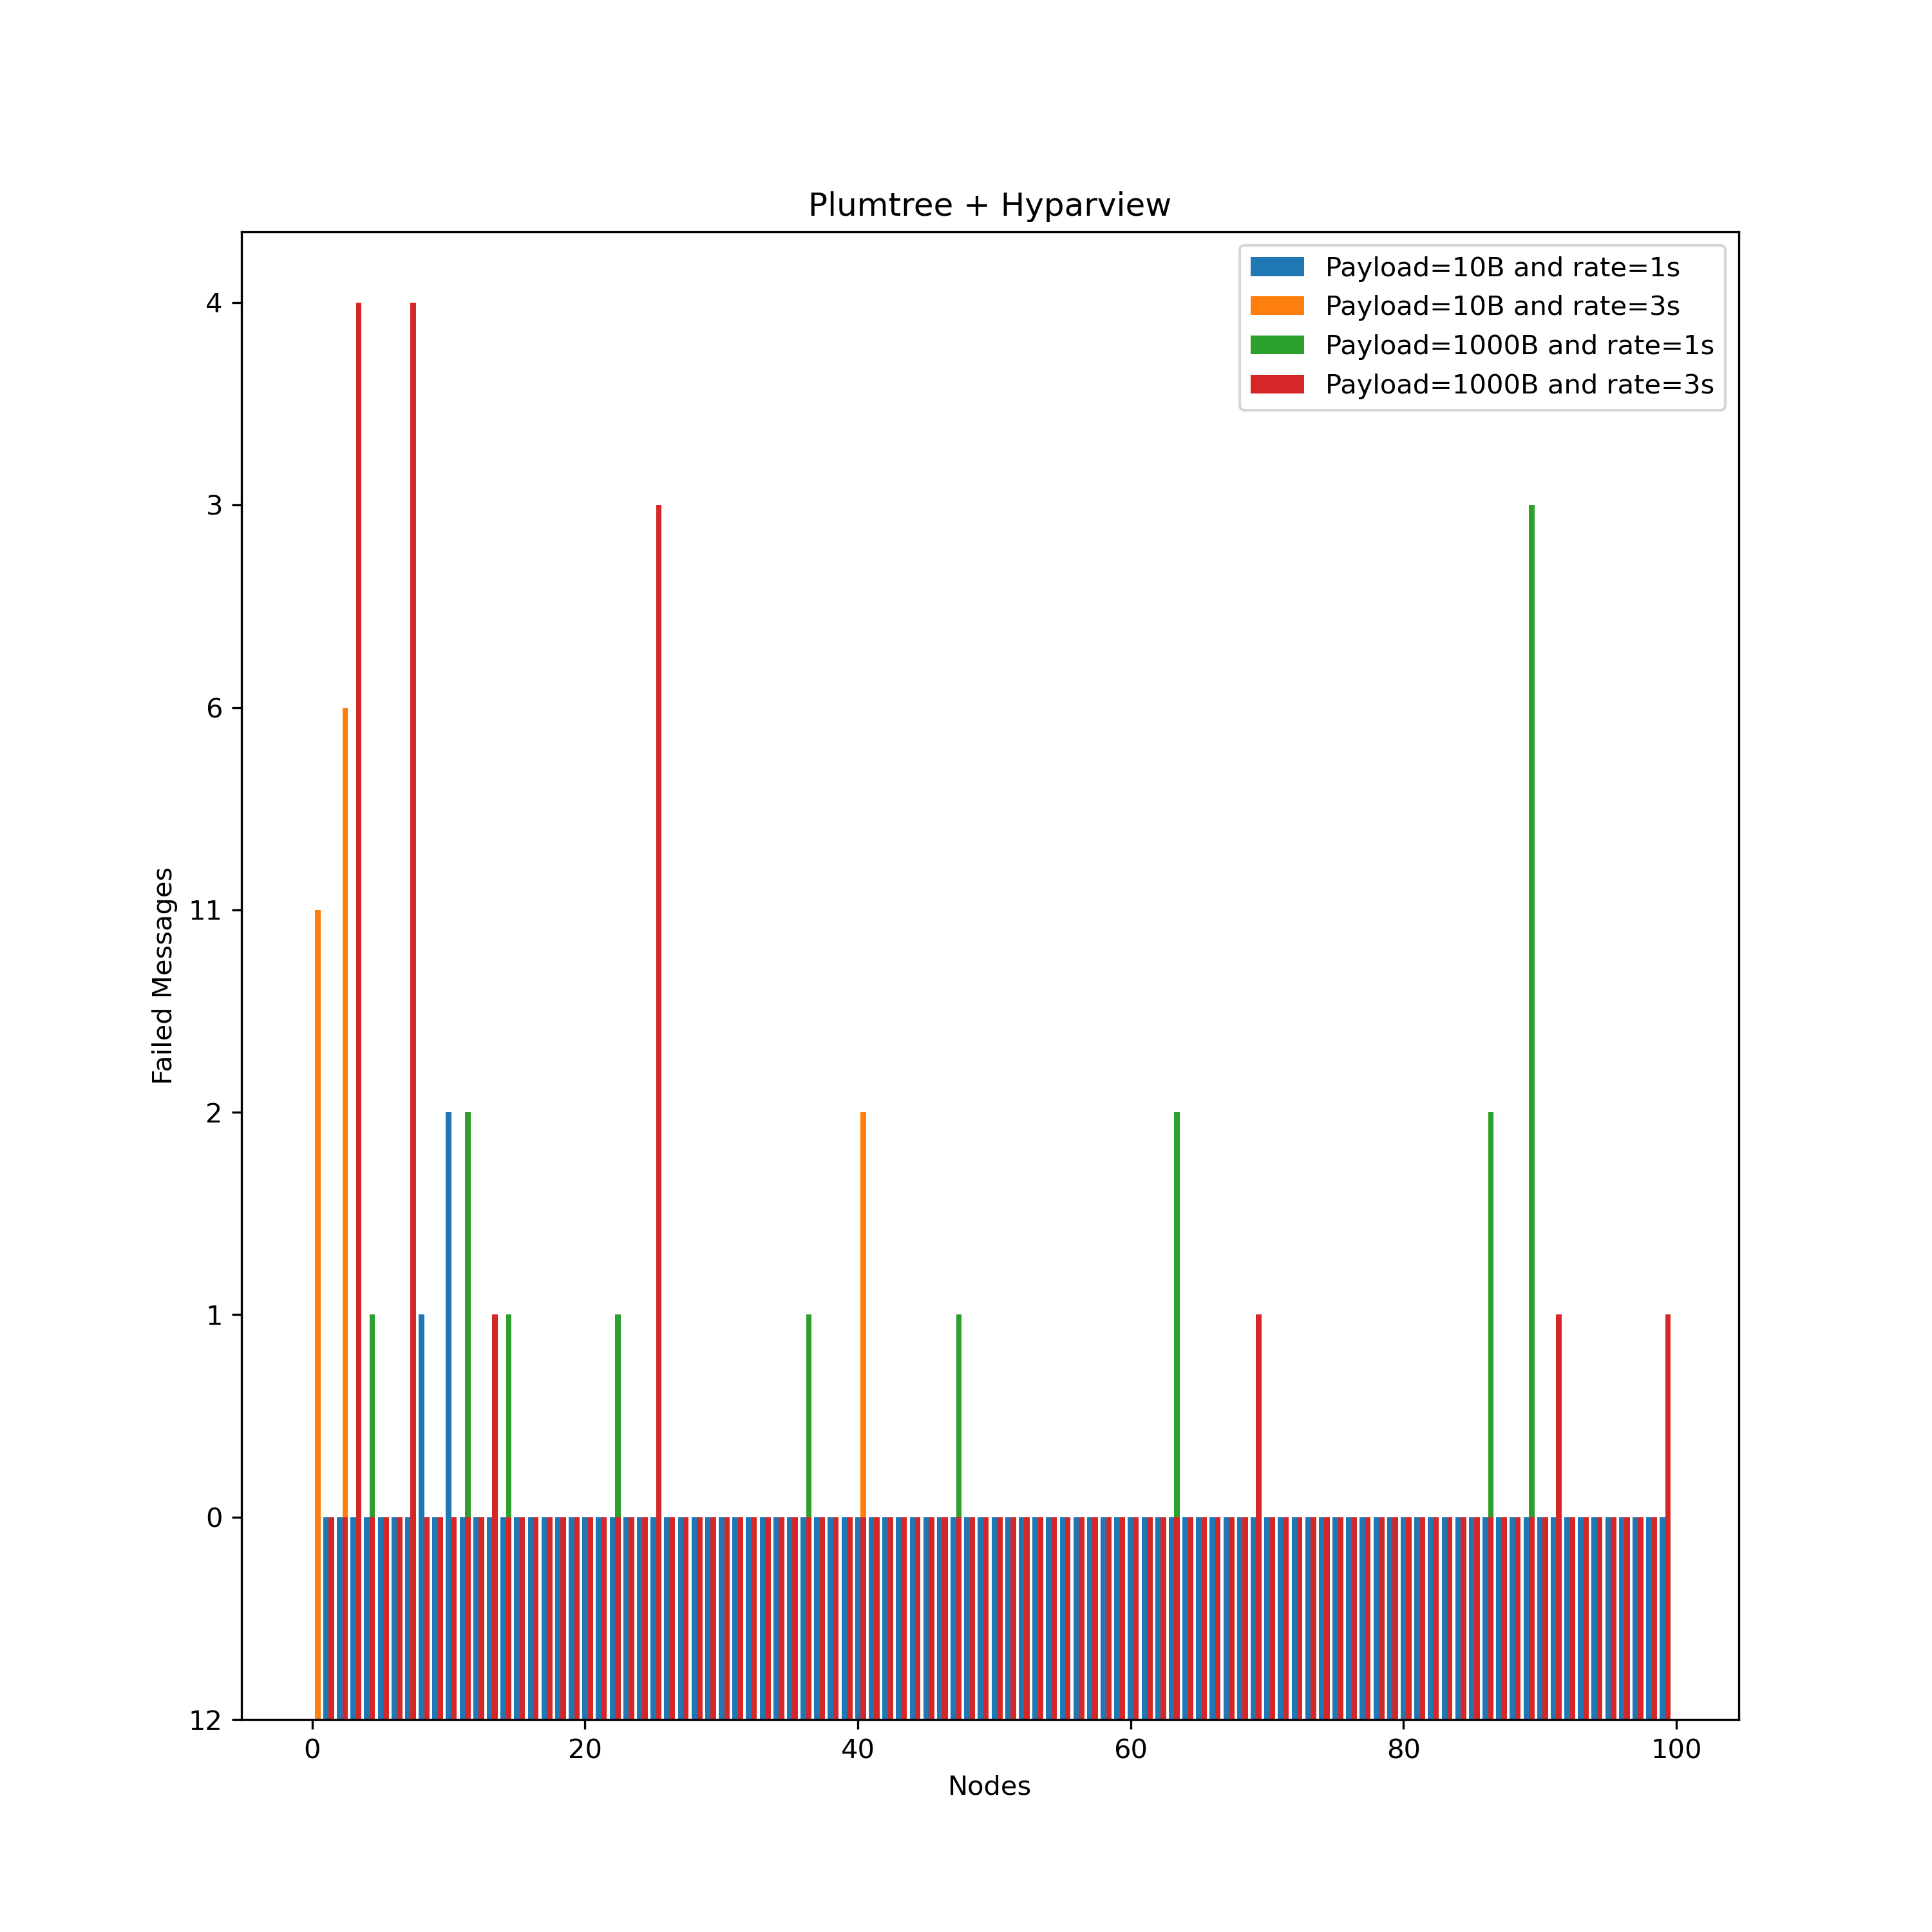 Plumtree + Hyparview
Payload=10B and rate=1s
Payload=10B and rate=3s
Payload=1000B and rate=1s
Payload=1000B and rate=3s
Failed Messages
4
3
6
11
2
1
0
12
0 20 40 60 80 100
Nodes